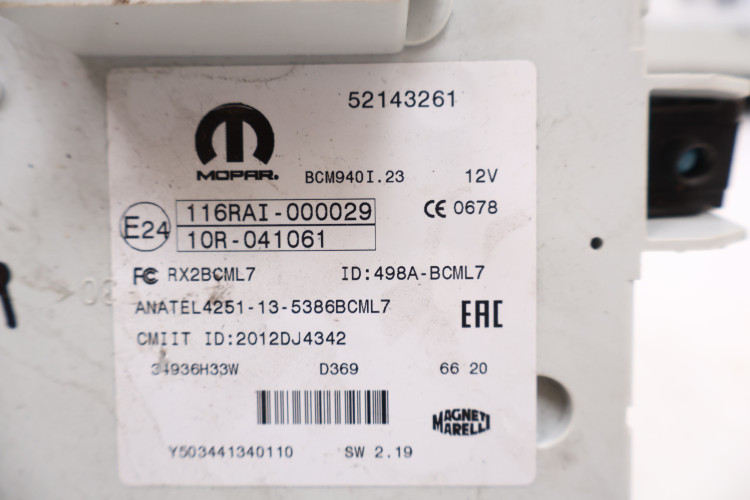 52143261
MOPAR.
BCM940I.23 12V
E24 116RAI-000029 CE 0678
10R-041061
FC RX2BCML7 ID:498A-BCML7
ANATEL4251-13-5386BCML7 EAC
CMIIT ID:2012DJ4342
34936H33W D369 66 20
MAGNETI
MARELLI
Y503441340110 SW 2.19